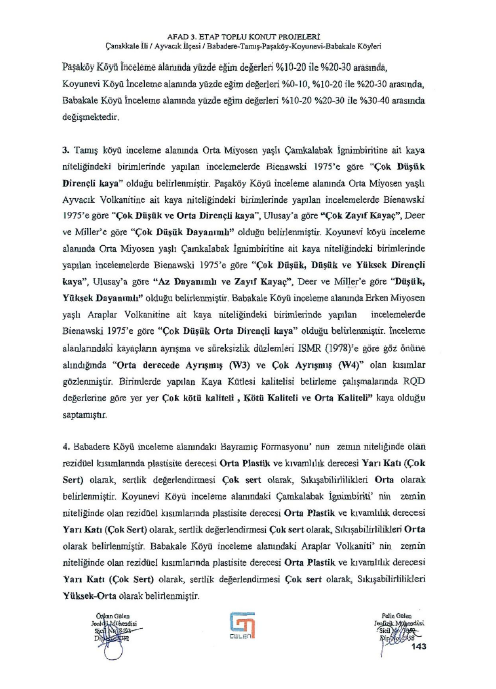 AFAD 3. ETAP TOPLU KONUT PROJELERİ
Çanakkale İli / Ayvacık İlçesi / Babadere-Tamış-Paşaköy-Koyunevi-Babakale Köyleri
Paşaköy Köyü İnceleme alanında yüzde eğim değerleri %10-20 ile %20-30 arasında,
Koyunevi Köyü İnceleme alanında yüzde eğim değerleri %0-10, %10-20 ile %20-30 arasında,
Babakale Köyü İnceleme alanında yüzde eğim değerleri %10-20 %20-30 ile %30-40 arasında
değişmektedir.
3. Tamış köyü inceleme alanında Orta Miyosen yaşlı Çamkalabak İgnimbiritine ait kaya
niteliğindeki birimlerinde yapılan incelemelerde Bienawski 1975'e göre "Çok Düşük
Dirençli kaya" olduğu belirlenmiştir. Paşaköy Köyü inceleme alanında Orta Miyosen yaşlı
Ayvacık Volkanitine ait kaya niteliğindeki birimlerinde yapılan incelemelerde Bienawski
1975'e göre "Çok Düşük ve Orta Dirençli kaya", Ulusay'a göre "Çok Zayıf Kayaç", Deer
ve Miller'e göre "Çok Düşük Dayanımlı" olduğu belirlenmiştir. Koyunevi köyü inceleme
alanında Orta Miyosen yaşlı Çamkalabak İgnimbiritine ait kaya niteliğindeki birimlerinde
yapılan incelemelerde Bienawski 1975'e göre "Çok Düşük, Düşük ve Yüksek Dirençli
kaya", Ulusay'a göre "Az Dayanımlı ve Zayıf Kayaç", Deer ve Miller'e göre "Düşük,
Yüksek Dayanımlı" olduğu belirlenmiştir. Babakale Köyü inceleme alanında Erken Miyosen
yaşlı Araplar Volkanitine ait kaya niteliğindeki birimlerinde yapılan incelemelerde
Bienawski 1975'e göre "Çok Düşük Orta Dirençli kaya" olduğu belirlenmiştir. İnceleme
alanlarındaki kayaçların ayrışma ve süreksizlik düzlemleri ISMR (1978)'e göre göz önüne
alındığında "Orta derecede Ayrışmış (W3) ve Çok Ayrışmış (W4)" olan kısımlar
gözlenmiştir. Birimlerde yapılan Kaya Kütlesi kalitelisi belirleme çalışmalarında RQD
değerlerine göre yer yer Çok kötü kaliteli , Kötü Kaliteli ve Orta Kaliteli" kaya olduğu
saptamıştır.
4. Babadere Köyü inceleme alanındaki Bayramiç Formasyonu' nun zemin niteliğinde olan
rezidüel kısımlarında plastisite derecesi Orta Plastik ve kıvamlılık derecesi Yarı Katı (Çok
Sert) olarak, sertlik değerlendirmesi Çok sert olarak, Sıkışabilirlilikleri Orta olarak
belirlenmiştir. Koyunevi Köyü inceleme alanındaki Çamkalabak İgnimbiriti' nin zemin
niteliğinde olan rezidüel kısımlarında plastisite derecesi Orta Plastik ve kıvamlılık derecesi
Yarı Katı (Çok Sert) olarak, sertlik değerlendirmesi Çok sert olarak, Sıkışabilirlilikleri Orta
olarak belirlenmiştir. Babakale Köyü inceleme alanındaki Araplar Volkaniti' nin zemin
niteliğinde olan rezidüel kısımlarında plastisite derecesi Orta Plastik ve kıvamlılık derecesi
Yarı Katı (Çok Sert) olarak, sertlik değerlendirmesi Çok sert olarak, Sıkışabilirlilikleri
Yüksek-Orta olarak belirlenmiştir.
Özkan Gülen
GÜLEN
Pelin Gülen
143